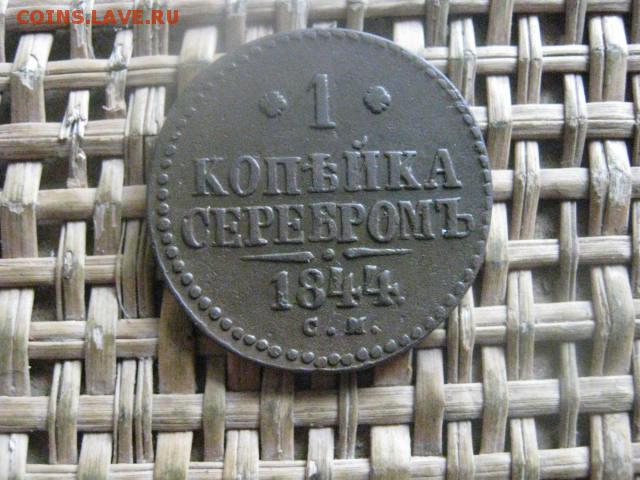 COINS.LAVE.RU
1
КОПѢЙКА
СЕРЕБРОМЪ
1844.
С.М.